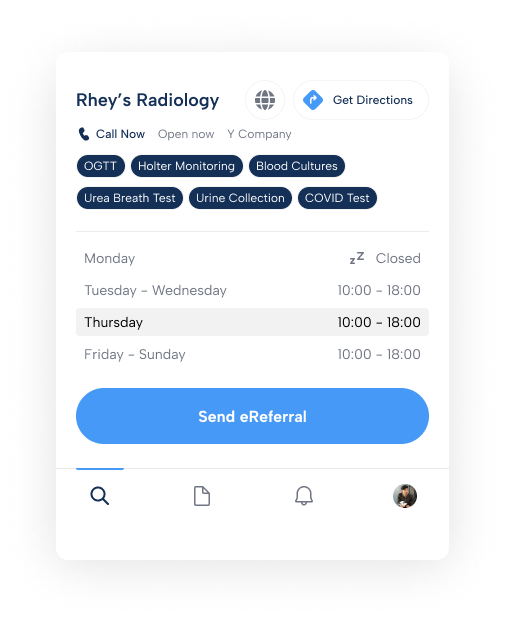 Rhey's Radiology Get Directions
Call Now Open now Y Company
OGTT Holter Monitoring Blood Cultures
Urea Breath Test Urine Collection COVID Test
Monday zZ Closed
Tuesday - Wednesday 10:00 - 18:00
Thursday 10:00 - 18:00
Friday - Sunday 10:00 - 18:00
Send eReferral